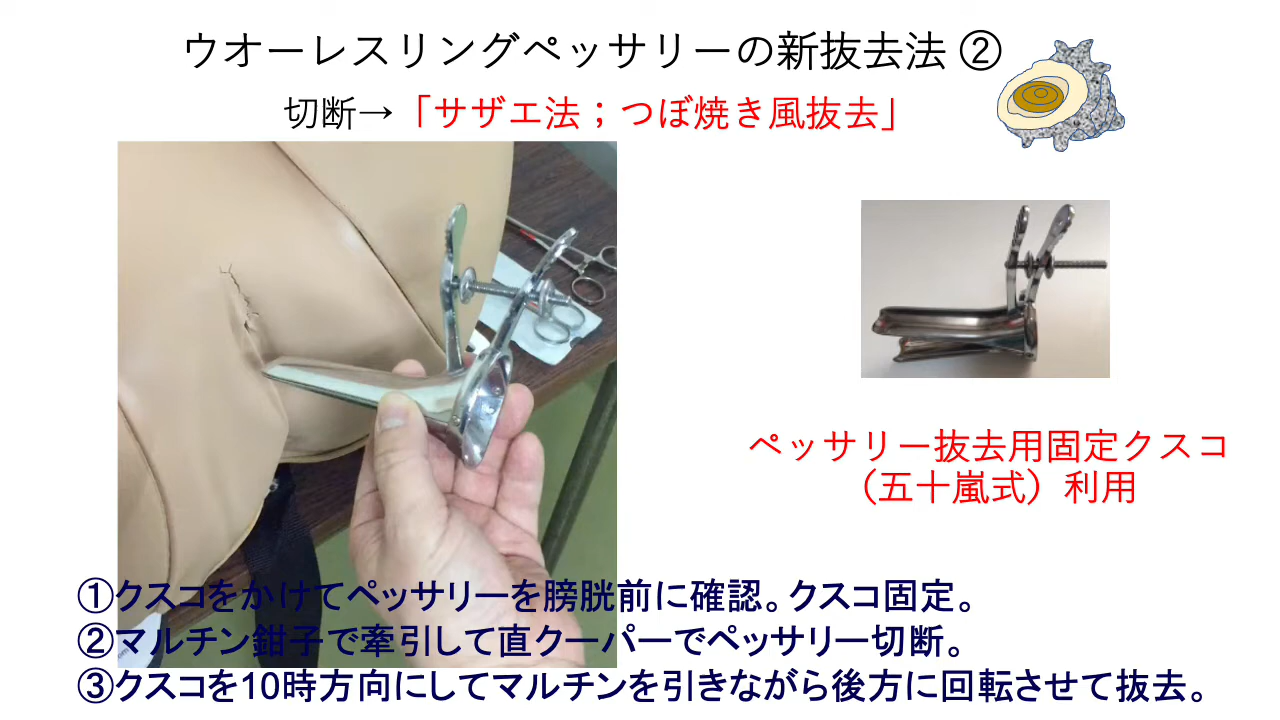 ウオーレスリングペッサリーの新抜去法 ②
切断→「サザエ法；つぼ焼き風抜去」
ペッサリー抜去用固定クスコ
（五十嵐式）利用
①クスコをかけてペッサリーを膀胱前に確認。クスコ固定。
②マルチン鉗子で牽引して直クーパーでペッサリー切断。
③クスコを10時方向にしてマルチンを引きながら後方に回転させて抜去。